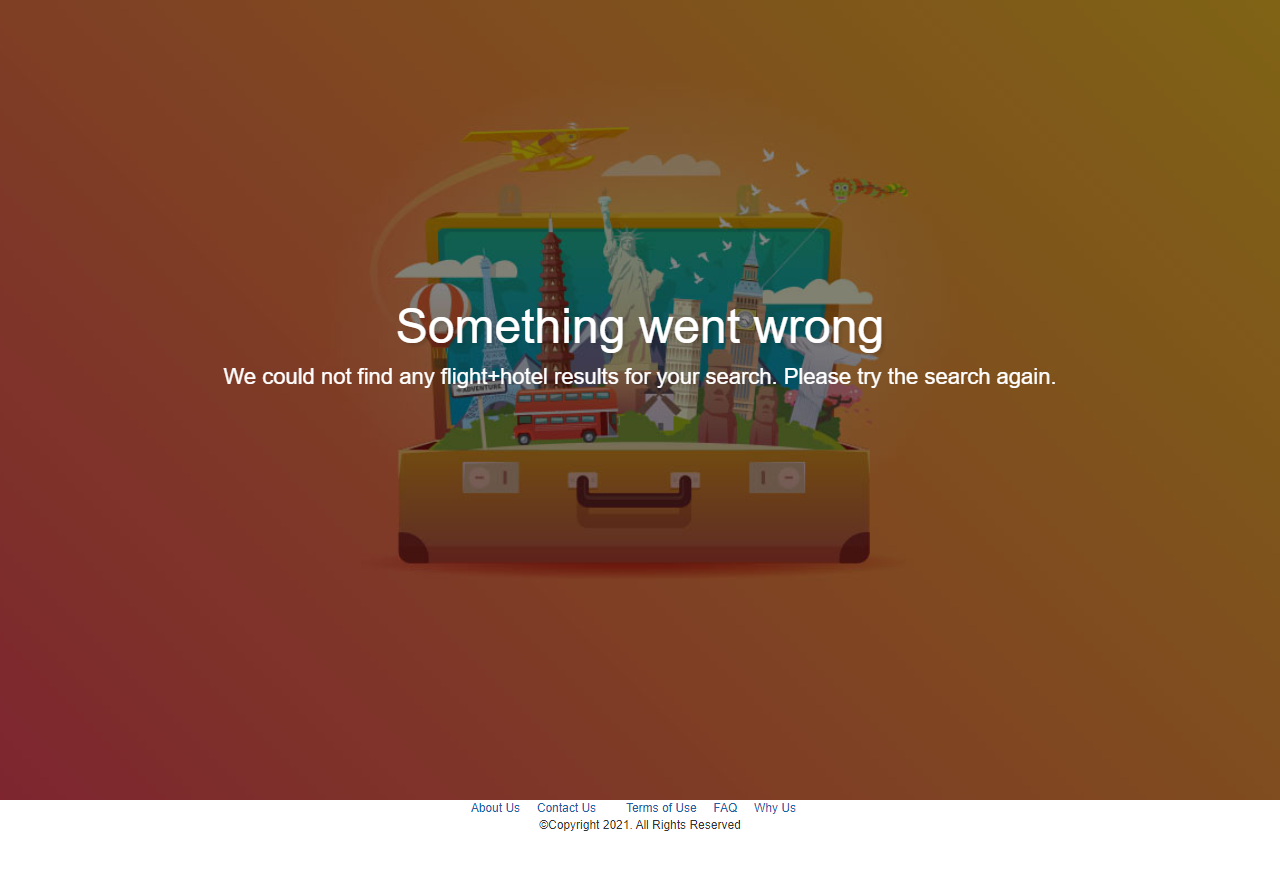 Something went wrong
We could not find any flight+hotel results for your search. Please try the search again.
& ADVENTURE
About Us Contact Us Terms of Use FAQ Why Us
©Copyright 2021. All Rights Reserved